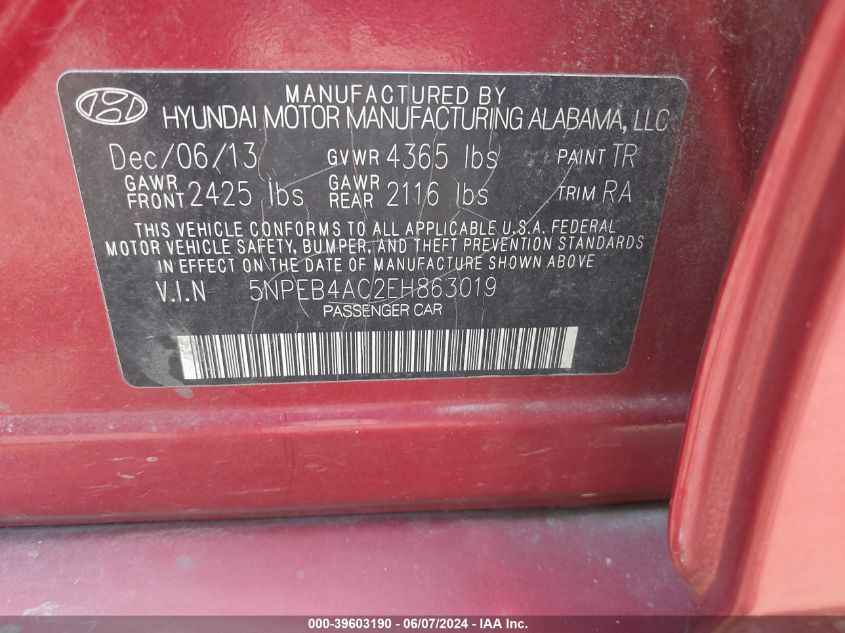 MANUFACTURED BY
HYUNDAI MOTOR MANUFACTURING ALABAMA, LLC
Dec/06/13 GVWR 4365 lbs PAINT TR
GAWR FRONT 2425 lbs GAWR REAR 2116 lbs TRIM RA
THIS VEHICLE CONFORMS TO ALL APPLICABLE U.S.A. FEDERAL
MOTOR VEHICLE SAFETY, BUMPER, AND THEFT PREVENTION STANDARDS
IN EFFECT ON THE DATE OF MANUFACTURE SHOWN ABOVE
V.I.N 5NPEB4AC2EH863019
PASSENGER CAR
000-39603190 - 06/07/2024 - IAA Inc.